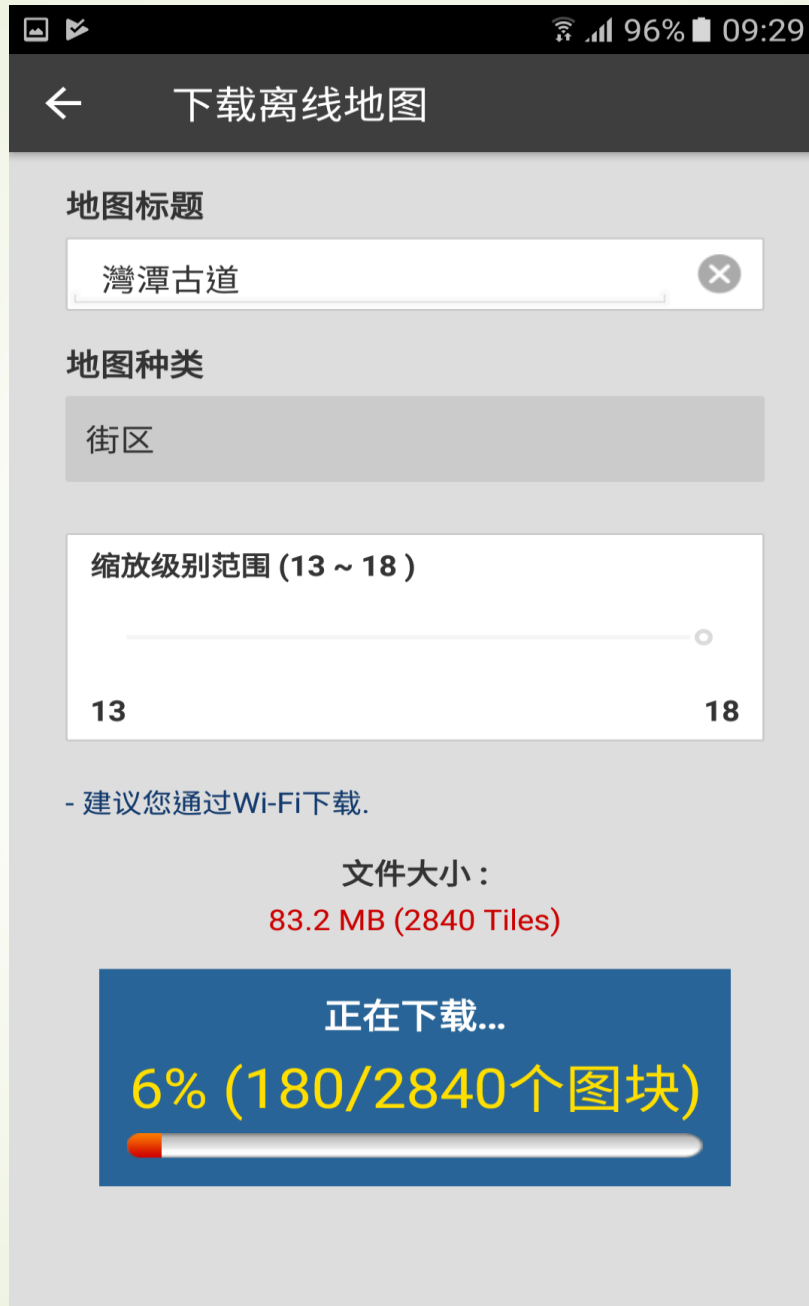 96% 09:29
下载离线地图
地图标题
灣潭古道
地图种类
街区
缩放级别范围 (13 ~ 18 )
13 18
- 建议您通过Wi-Fi下载.
文件大小 :
83.2 MB (2840 Tiles)
正在下载...
6% (180/2840个图块)